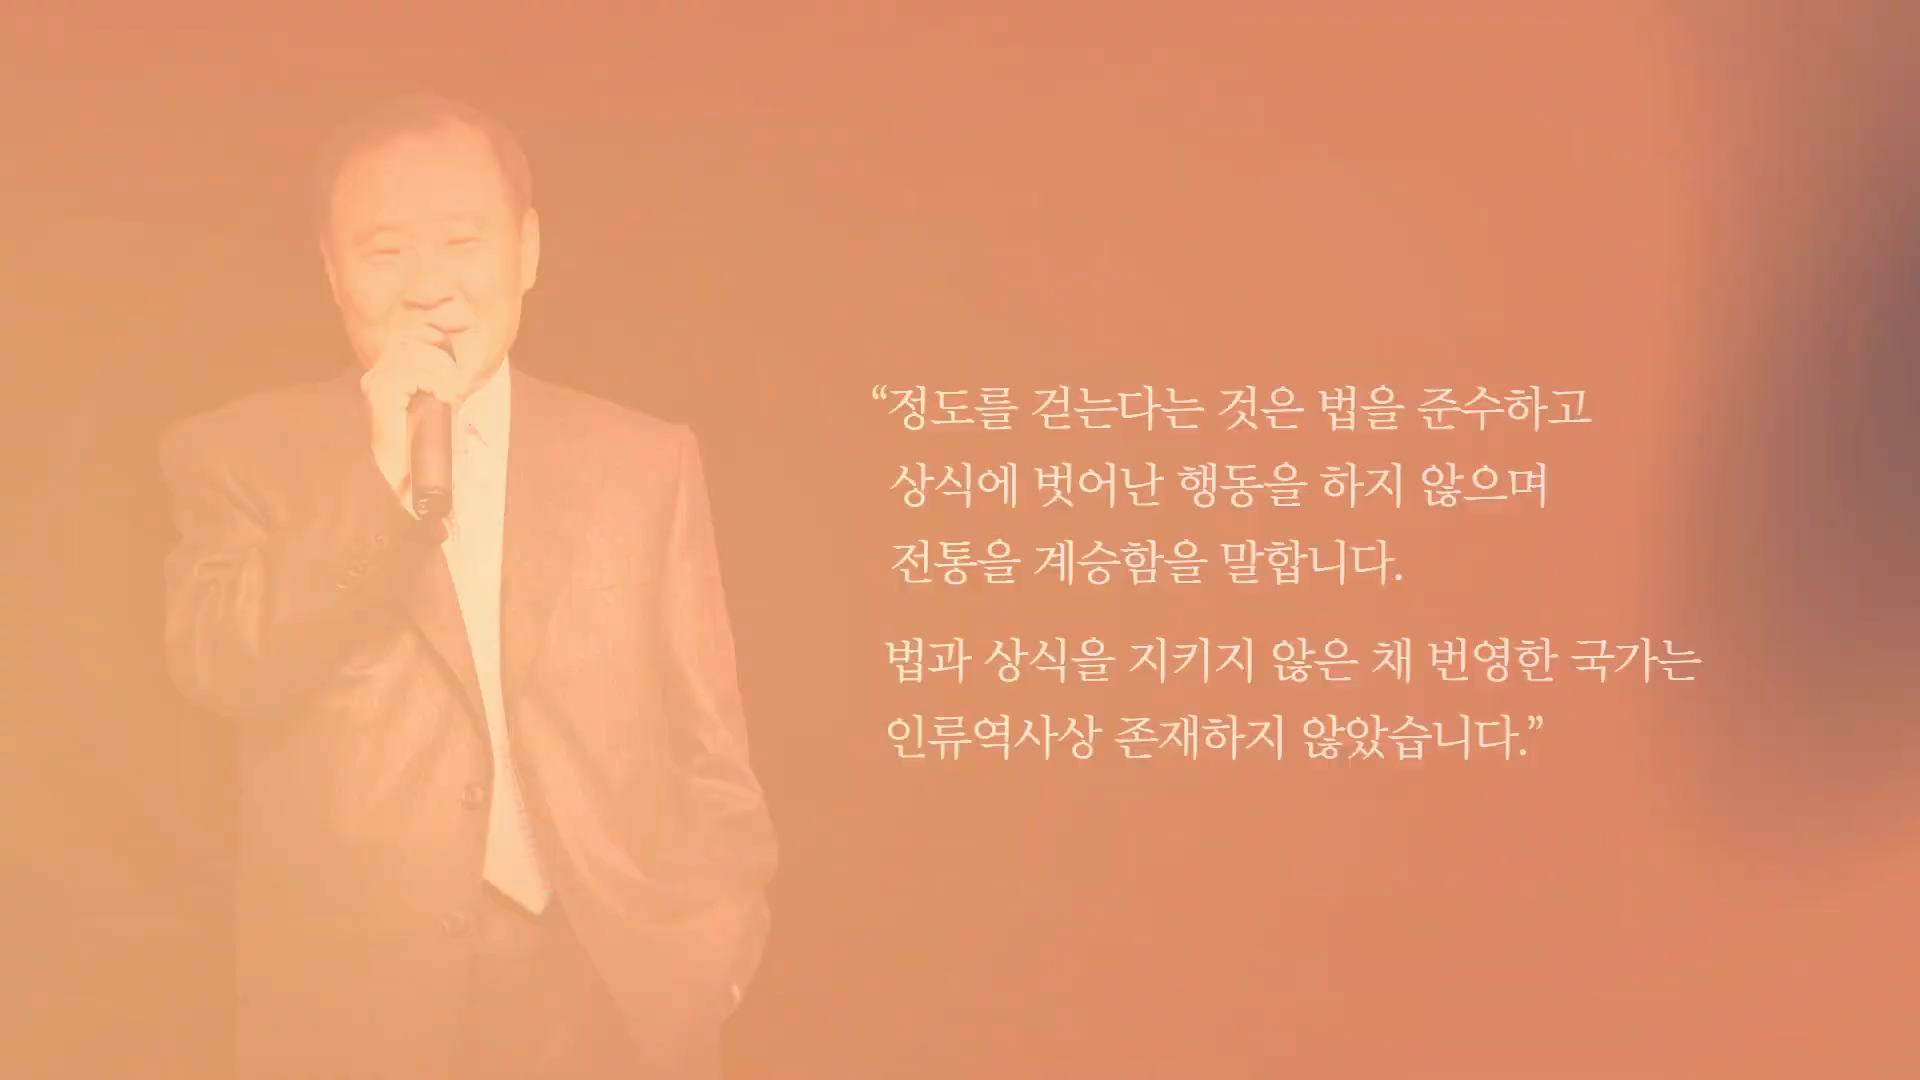 “정도를 걷는다는 것은 법을 준수하고
상식에 벗어난 행동을 하지 않으며
전통을 계승함을 말합니다.
법과 상식을 지키지 않은 채 번영한 국가는
인류역사상 존재하지 않았습니다.”